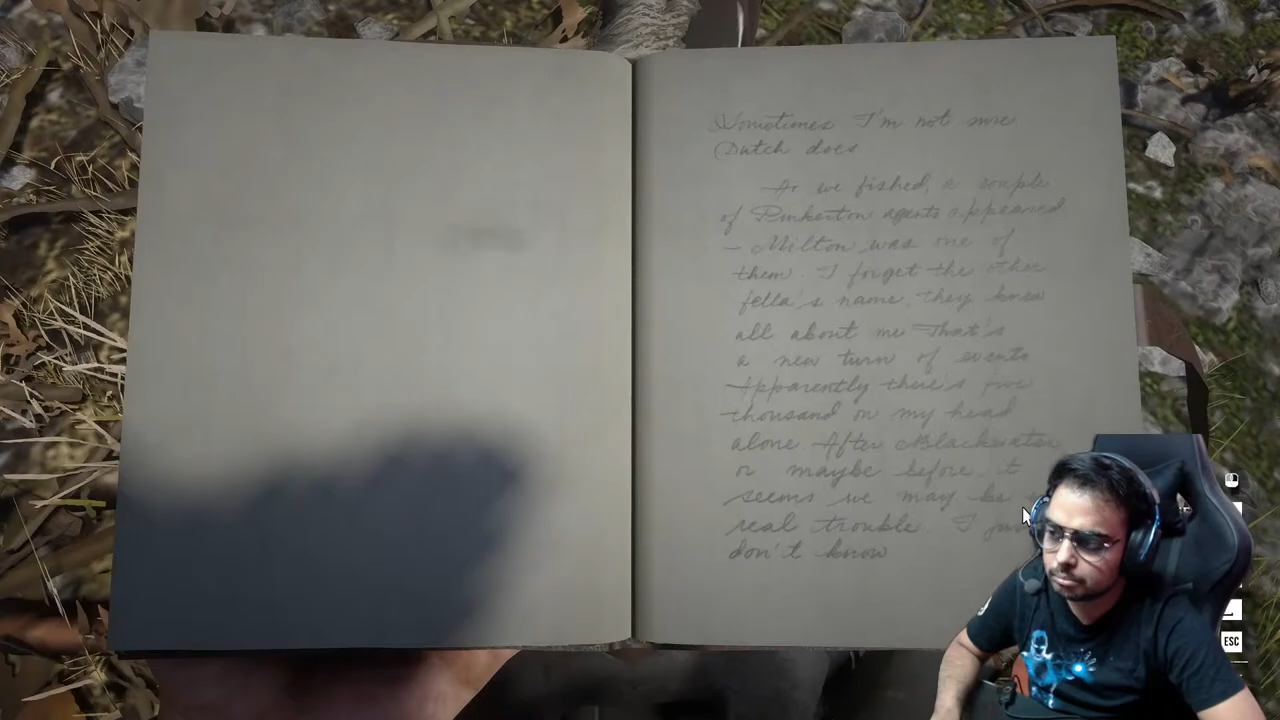 Sometimes I'm not sure
Dutch does
As we fished, a couple
of Pinkerton agents appeared
- Milton was one of
them. I forget the other
fella's name. they knew
all about me That's
a new turn of events
Apparently there's five
thousand on my head
alone After Blackwater
or maybe before it
seems we may be
real trouble. I
don't know
ESC